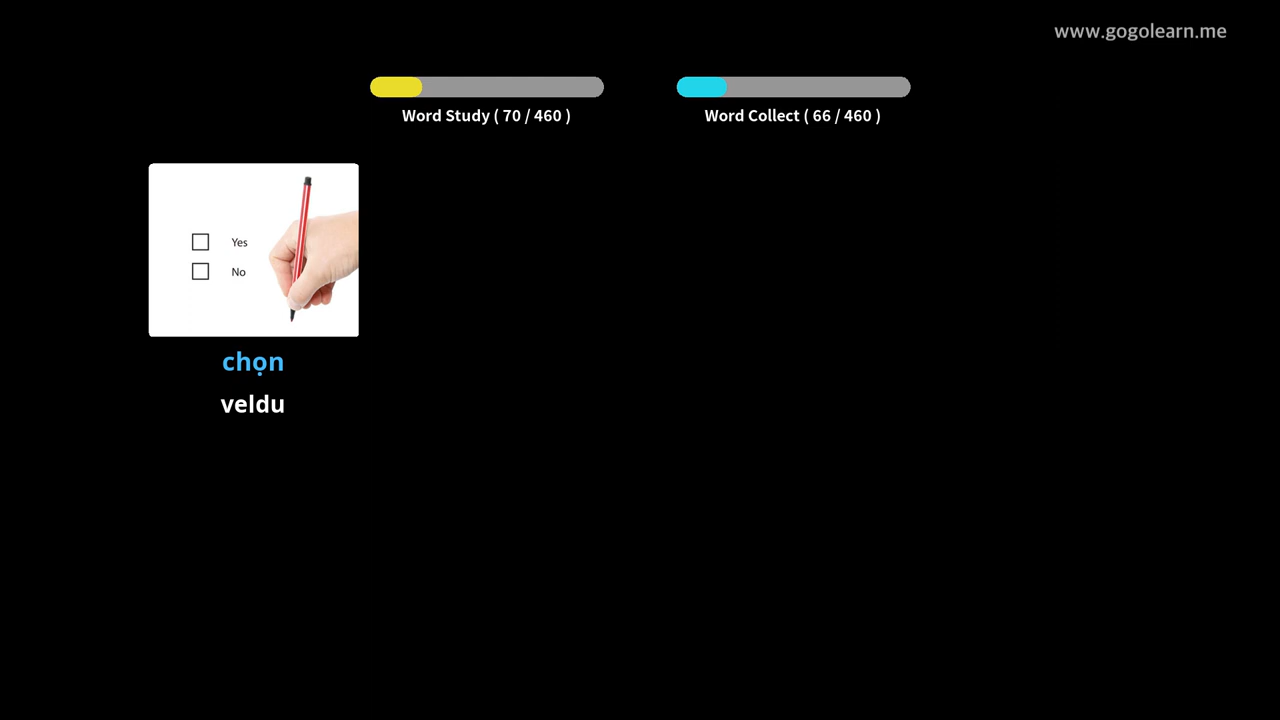 www.gogolearn.me
Word Study ( 70 / 460 )
Word Collect ( 66 / 460 )
Yes
No
chọn
veldu